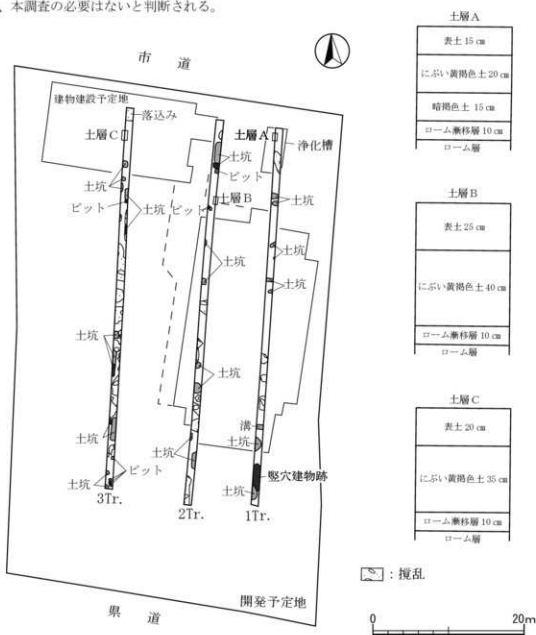 、本調査の必要はないと判断される。
市　道
建物建設予定地
落込み
土層C
土層A
浄化槽
土坑
ピット
土坑
ピット
土坑
ピット
土層B
土坑
土坑
土坑
土坑
土坑
土坑
土坑
溝
土坑
土坑
ピット
土坑
竪穴建物跡
土坑
土坑
3Tr.
2Tr.
1Tr.
県　道
開発予定地
土層A
表土 15 ㎝
にぶい黄褐色土 20 ㎝
暗褐色土 15 ㎝
ローム漸移層 10 ㎝
ローム層
土層B
表土 25 ㎝
にぶい黄褐色土 40 ㎝
ローム漸移層 10 ㎝
ローム層
土層C
表土 20 ㎝
にぶい黄褐色土 35 ㎝
ローム漸移層 10 ㎝
ローム層
：撹乱
0
20m